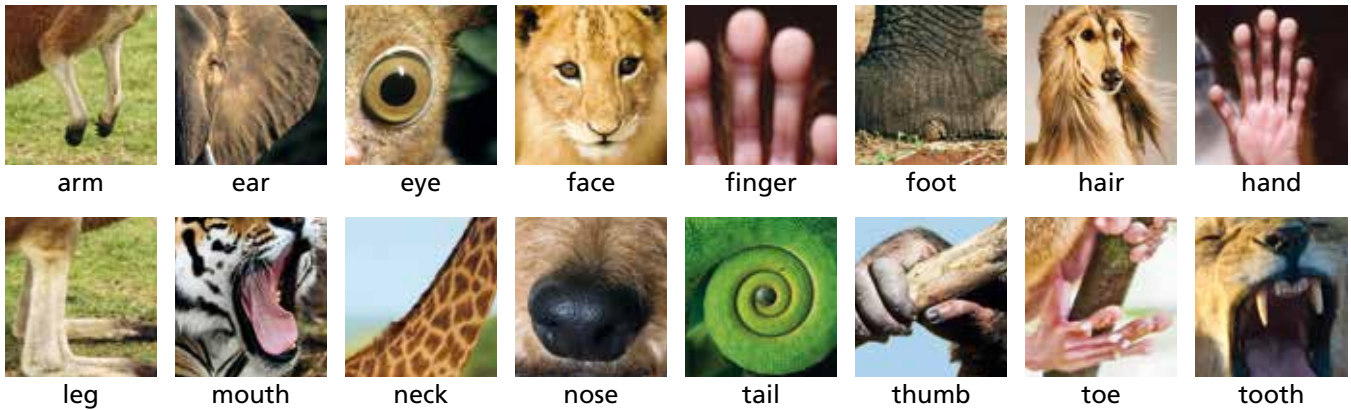 arm ear eye face finger foot hair hand
leg mouth neck nose tail thumb toe tooth